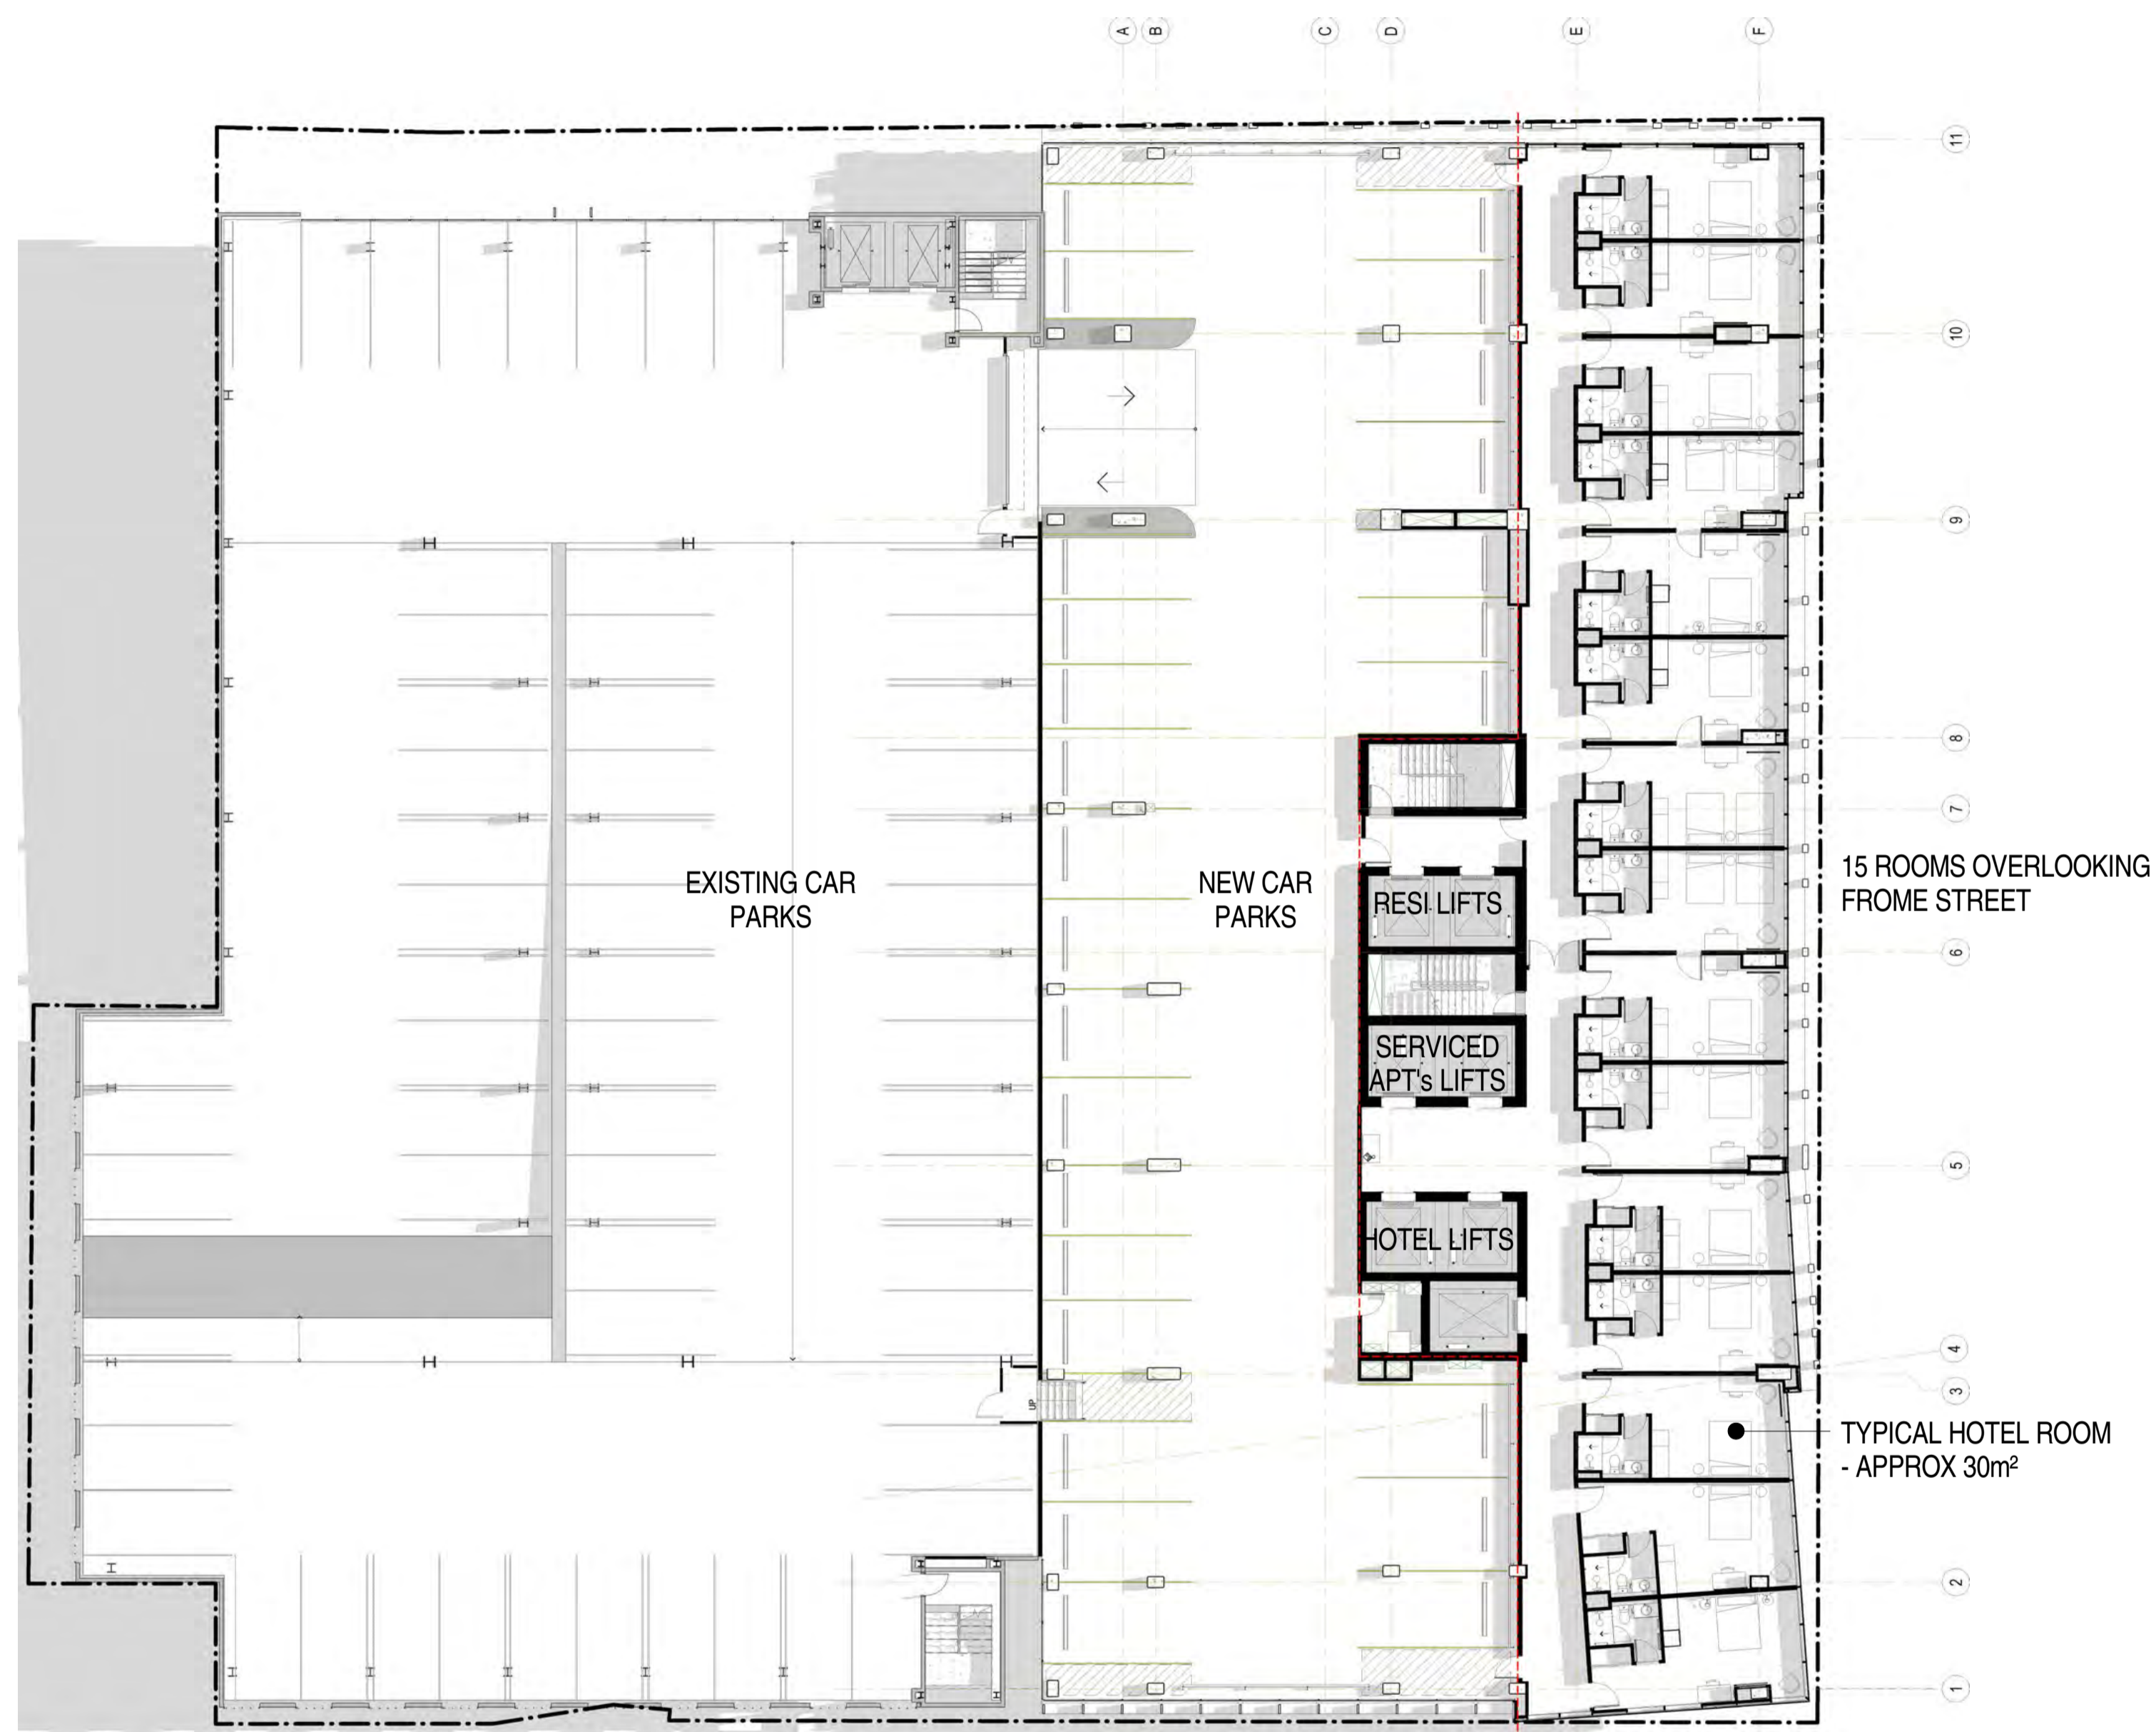 A
B
C
D
E
F
11
10
9
8
7
EXISTING CAR
PARKS
NEW CAR
PARKS
RESI LIFTS
15 ROOMS OVERLOOKING
FROME STREET
6
SERVICED
APT's LIFTS
5
HOTEL LIFTS
4
3
UP
TYPICAL HOTEL ROOM
- APPROX 30m²
2
1